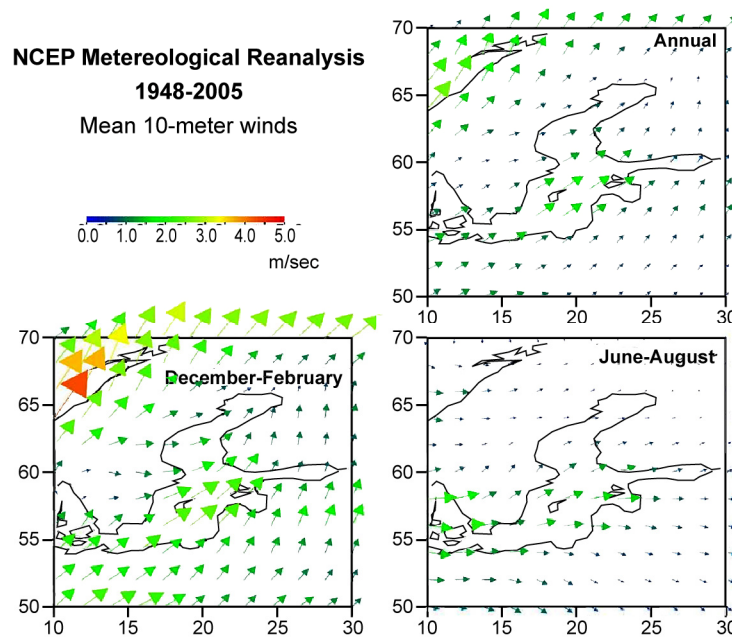 NCEP Metereological Reanalysis
1948-2005
Mean 10-meter winds
0.0 1.0 2.0 3.0 4.0 5.0
m/sec
Annual
70
65
60
55
50
10 15 20 25 30
December-February
70
65
60
55
50
10 15 20 25 30
June-August
70
65
60
55
50
10 15 20 25 30